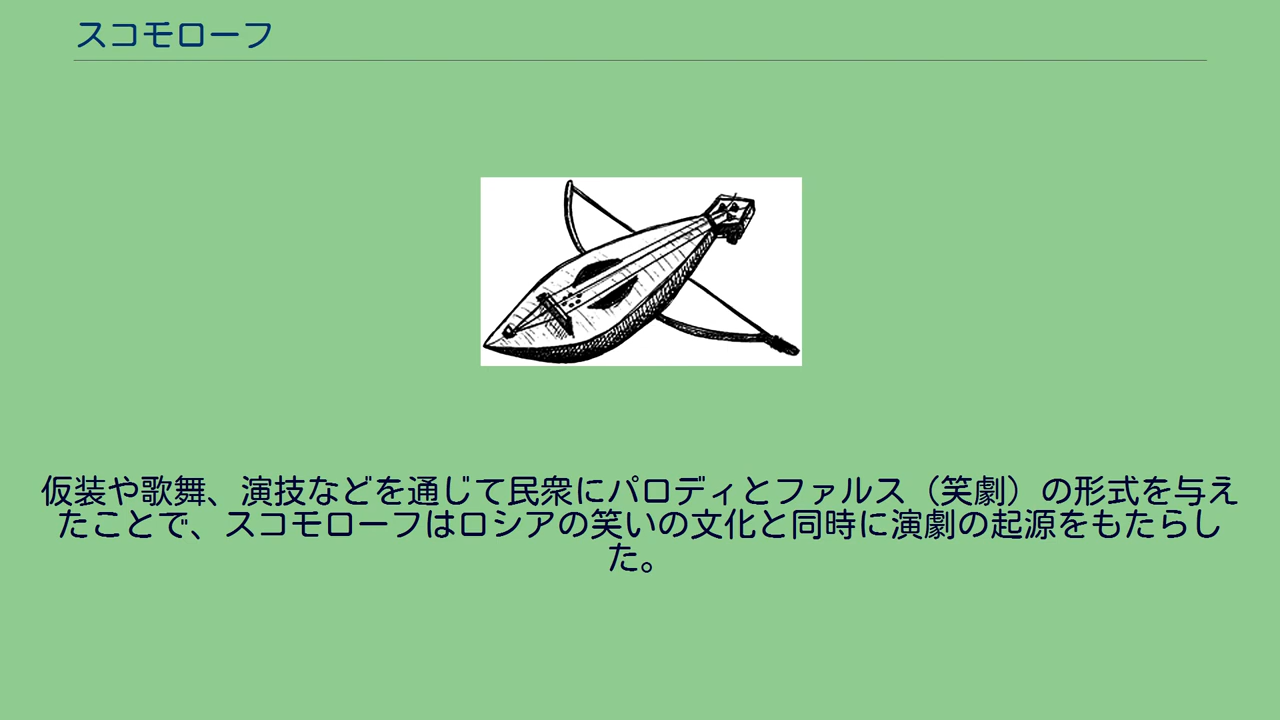 スコモローフ
仮装や歌舞、演技などを通じて民衆にパロディとファルス（笑劇）の形式を与え
たことで、スコモローフはロシアの笑いの文化と同時に演劇の起源をもたらし
た。